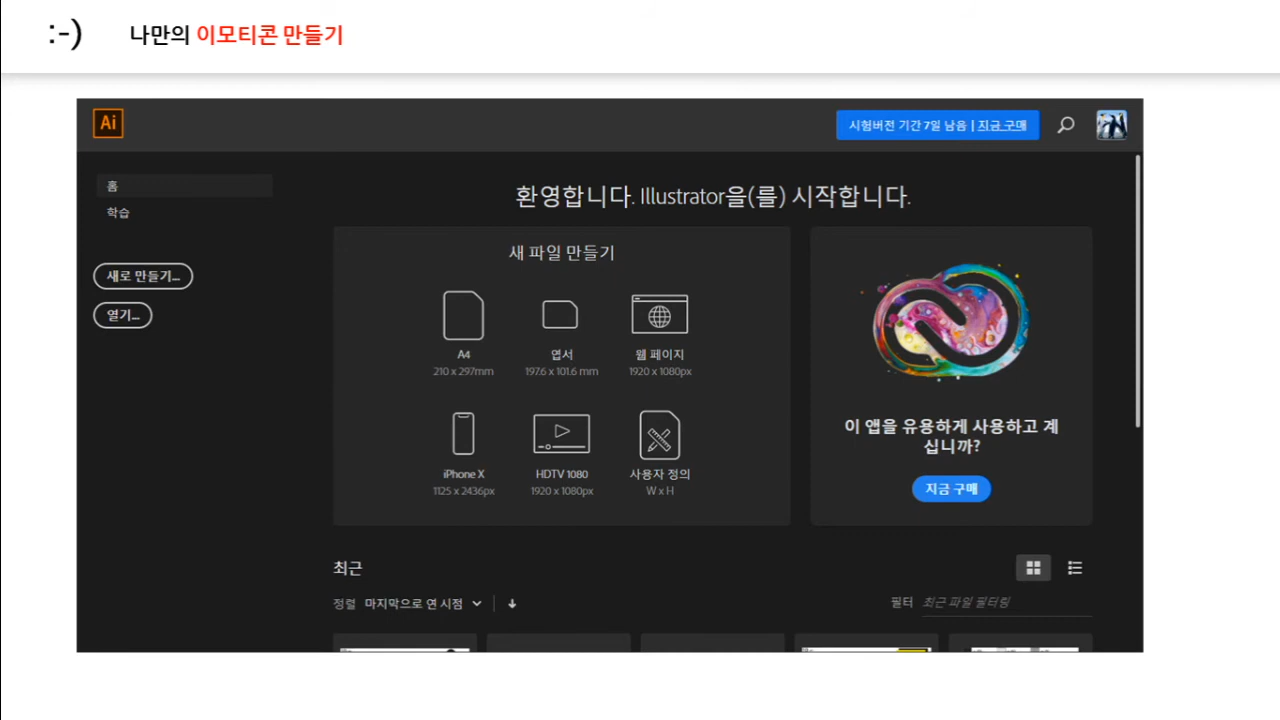 :-)
나만의 이모티콘 만들기
Ai
시험버전 기간 7일 남음 | 지금 구매
홈
학습
새로 만들기...
열기...
환영합니다. Illustrator을(를) 시작합니다.
새 파일 만들기
A4
210 x 297mm
엽서
197.6 x 101.6 mm
웹 페이지
1920 x 1080px
iPhone X
1125 x 2436px
HDTV 1080
1920 x 1080px
사용자 정의
W x H
이 앱을 유용하게 사용하고 계
십니까?
지금 구매
최근
정렬 마지막으로 연 시점
필터 최근 파일 필터링